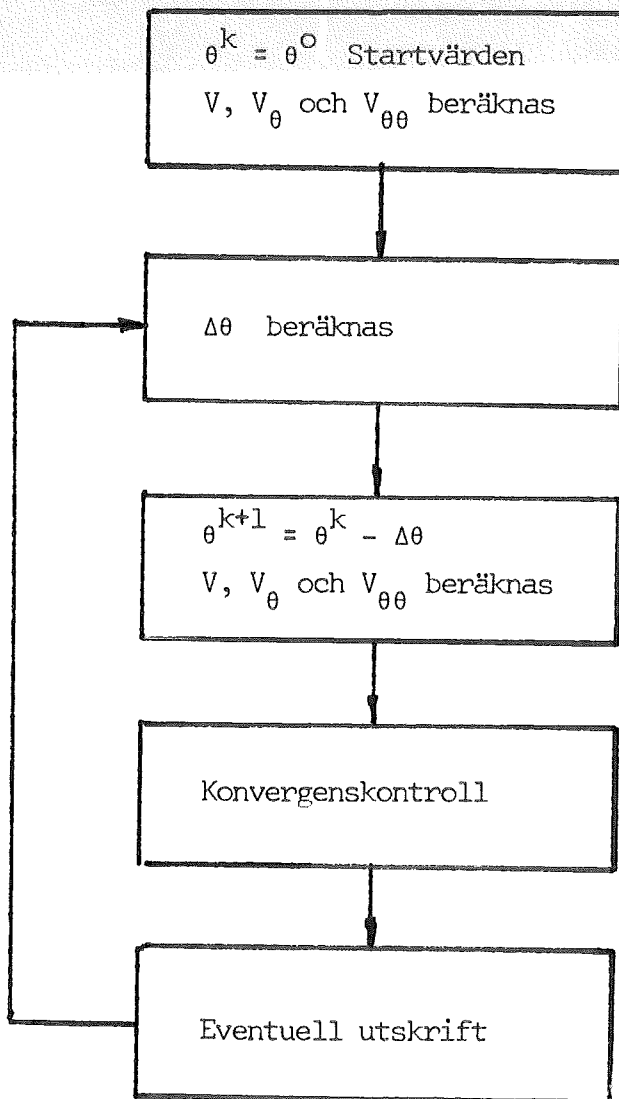 θ^k = θ^o Startvärden
V, V_θ och V_θθ beräknas
Δθ beräknas
θ^k+1 = θ^k - Δθ
V, V_θ och V_θθ beräknas
Konvergenskontroll
Eventuell utskrift